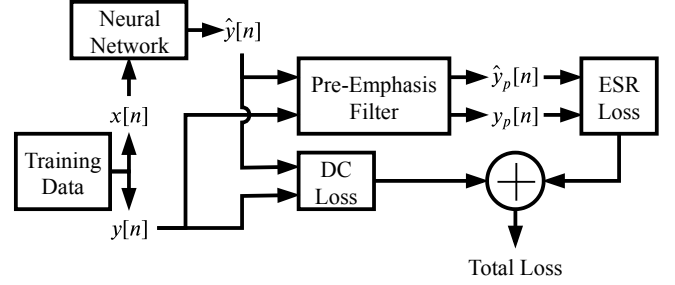 Neural
Network
ŷ[n]
Pre-Emphasis
Filter
ŷₚ[n]
yₚ[n]
ESR
Loss
x[n]
Training
Data
DC
Loss
y[n]
Total Loss